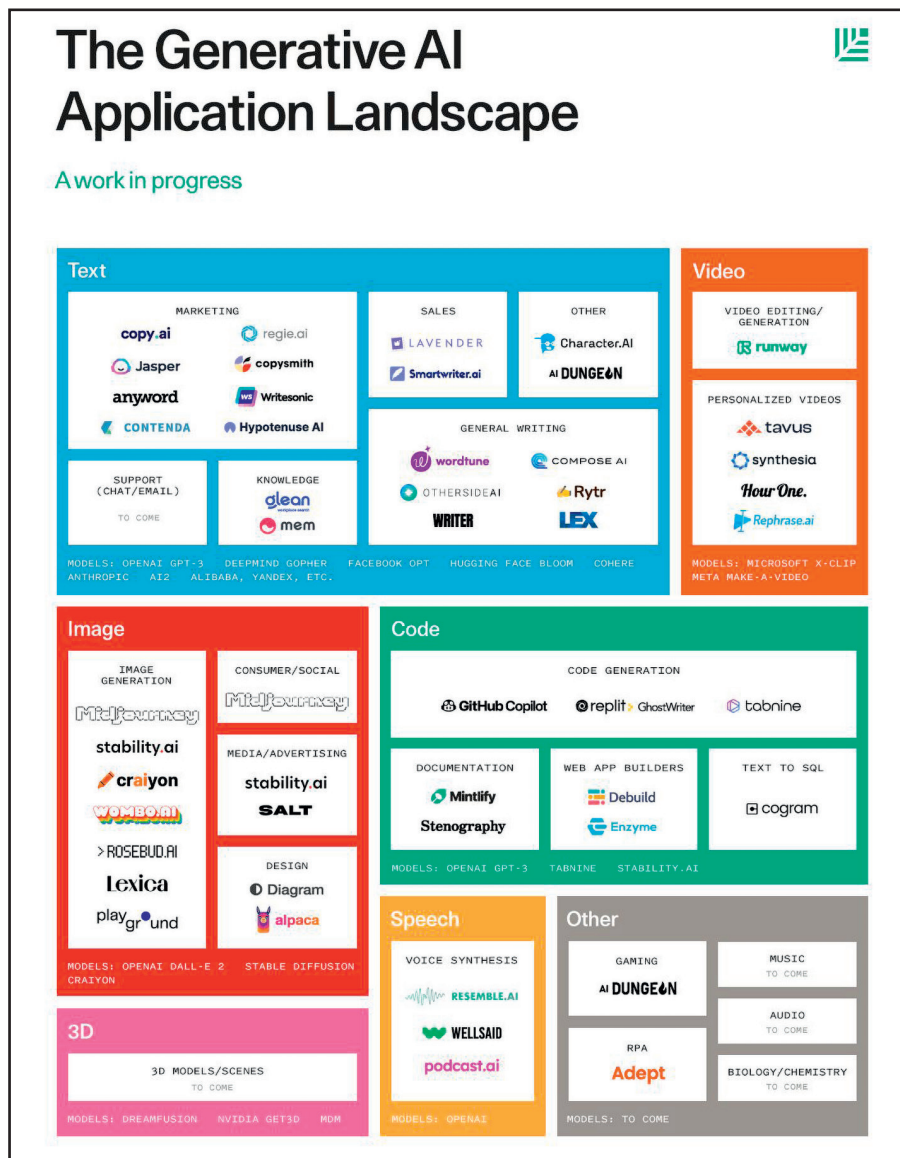 The Generative AI
Application Landscape
A work in progress
Text
MARKETING
copy.ai
regie.ai
Jasper
copysmith
anyword
WS Writesonic
CONTENDA
Hypotenuse AI
SUPPORT
(CHAT/EMAIL)
TO COME
KNOWLEDGE
glean
mem
SALES
LAVENDER
Smartwriter.ai
OTHER
Character.AI
AI DUNGEON
GENERAL WRITING
wordtune
COMPOSE AI
OTHERSIDEAI
Rytr
WRITER
LEX
MODELS: OPENAI GPT-3 DEEPMIND GOPHER FACEBOOK OPT HUGGING FACE BLOOM COHERE
ANTHROPIC AI2 ALIBABA, YANDEX, ETC.
Video
VIDEO EDITING/
GENERATION
runway
PERSONALIZED VIDEOS
tavus
synthesia
Hour One.
Rephrase.ai
MODELS: MICROSOFT X-CLIP
META MAKE-A-VIDEO
Image
IMAGE
GENERATION
Midjourney
stability.ai
craiyon
WOMBO.AI
>ROSEBUD.AI
Lexica
playground
CONSUMER/SOCIAL
Midjourney
MEDIA/ADVERTISING
stability.ai
SALT
DESIGN
Diagram
alpaca
MODELS: OPENAI DALL-E 2 STABLE DIFFUSION
CRAIYON
Code
CODE GENERATION
GitHub Copilot
replit GhostWriter
tabnine
DOCUMENTATION
Mintlify
Stenography
WEB APP BUILDERS
Debuild
Enzyme
TEXT TO SQL
cogram
MODELS: OPENAI GPT-3 TABNINE STABILITY.AI
3D
3D MODELS/SCENES
TO COME
MODELS: DREAMFUSION NVIDIA GET3D MDM
Speech
VOICE SYNTHESIS
RESEMBLE.AI
WELLSAID
podcast.ai
MODELS: OPENAI
Other
GAMING
AI DUNGEON
RPA
Adept
MUSIC
TO COME
AUDIO
TO COME
BIOLOGY/CHEMISTRY
TO COME
MODELS: TO COME